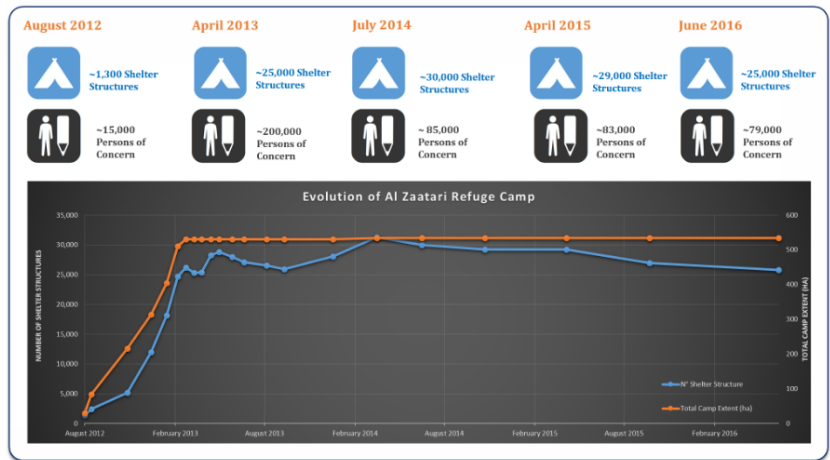 August 2012
April 2013
July 2014
April 2015
June 2016
~1,300 Shelter
Structures
~25,000 Shelter
Structures
~30,000 Shelter
Structures
~29,000 Shelter
Structures
~25,000 Shelter
Structures
~15,000
Persons of
Concern
~200,000
Persons of
Concern
~ 85,000
Persons of
Concern
~83,000
Persons of
Concern
~79,000
Persons of
Concern
Evolution of Al Zaatari Refuge Camp
NUMBER OF SHELTER STRUCTURES
35,000
30,000
25,000
20,000
15,000
10,000
5,000
0
600
500
400
300
200
100
0
TOTAL CAMP EXTENT (HA)
N° Shelter Structure
Total Camp Extent (ha)
August 2012
February 2013
August 2013
February 2014
August 2014
February 2015
August 2015
February 2016